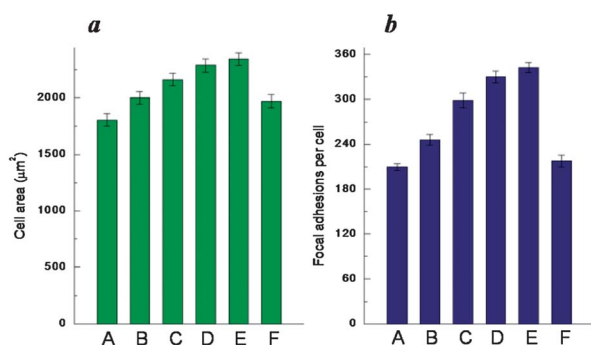 a
Cell area (μm²)
2000
1500
1000
500
0
A B C D E F
b
Focal adhesions per cell
360
300
240
180
120
60
0
A B C D E F